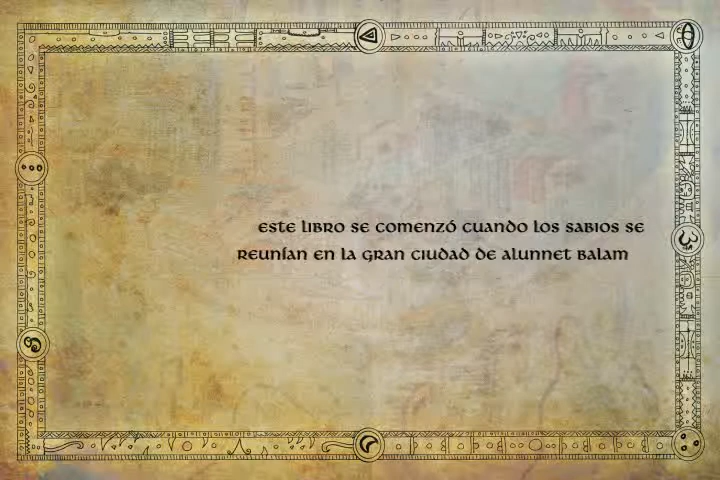 este libro se comenzó cuando los sabios se
reunían en la gran ciudad de alunnet balam